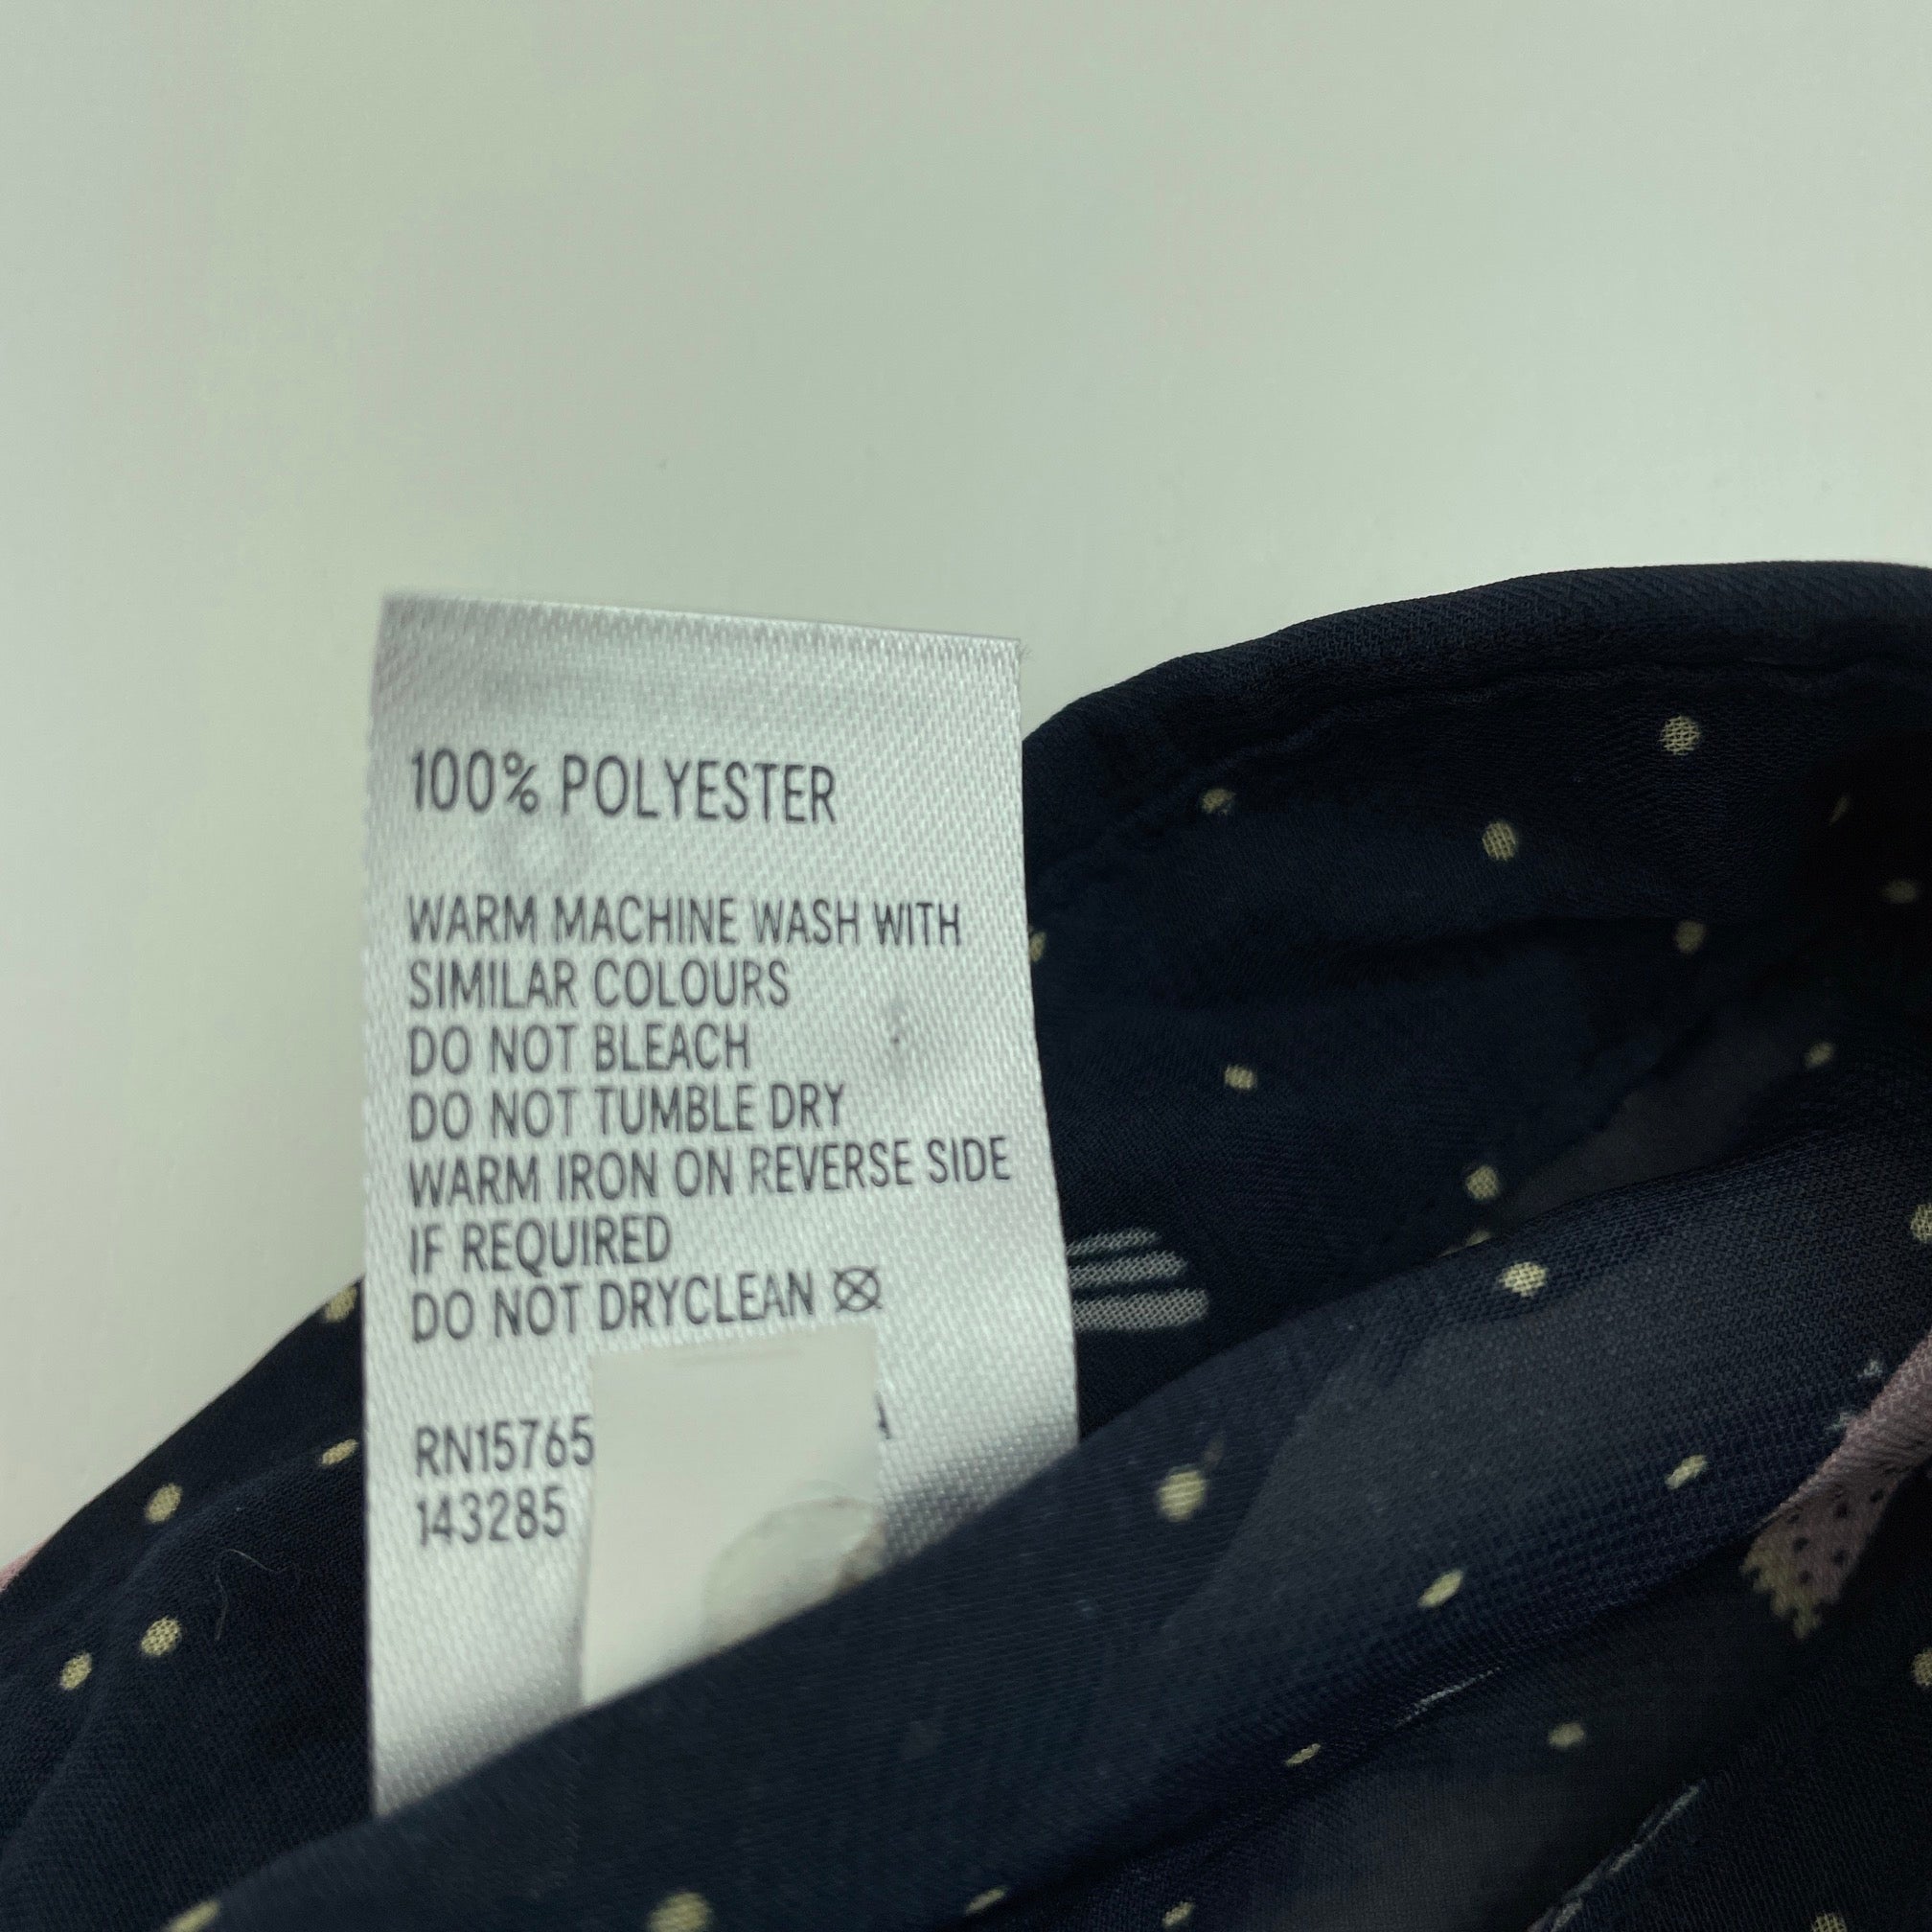 100% POLYESTER
WARM MACHINE WASH WITH
SIMILAR COLOURS
DO NOT BLEACH
DO NOT TUMBLE DRY
WARM IRON ON REVERSE SIDE
IF REQUIRED
DO NOT DRYCLEAN
RN15765
143285